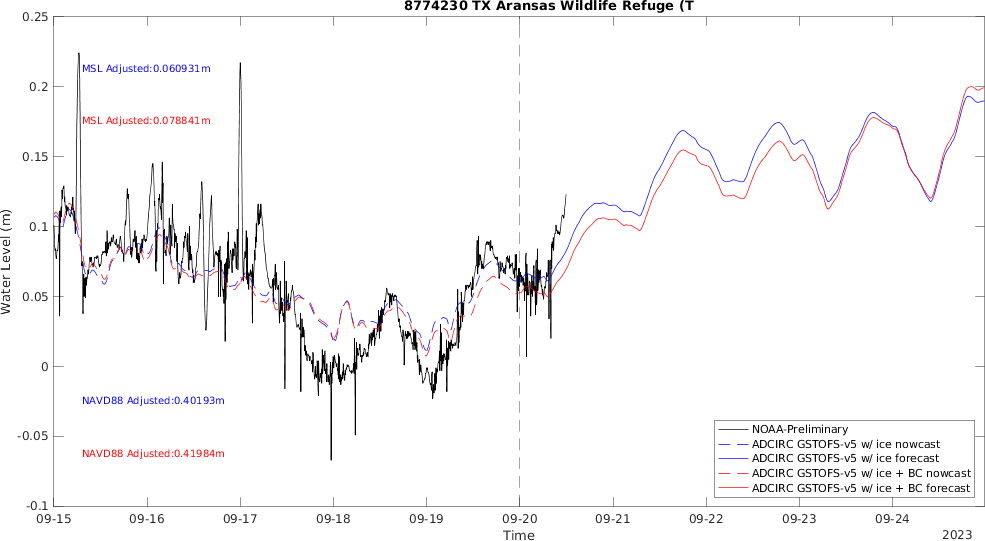 8774230 TX Aransas Wildlife Refuge (T
0.25
0.2
0.15
0.1
0.05
0
-0.05
-0.1
Water Level (m)
MSL Adjusted:0.060931m
MSL Adjusted:0.078841m
NAVD88 Adjusted:0.40193m
NAVD88 Adjusted:0.41984m
NOAA-Preliminary
ADCIRC GSTOFS-v5 w/ ice nowcast
ADCIRC GSTOFS-v5 w/ ice forecast
ADCIRC GSTOFS-v5 w/ ice + BC nowcast
ADCIRC GSTOFS-v5 w/ ice + BC forecast
09-15 09-16 09-17 09-18 09-19 09-20 09-21 09-22 09-23 09-24
Time
2023